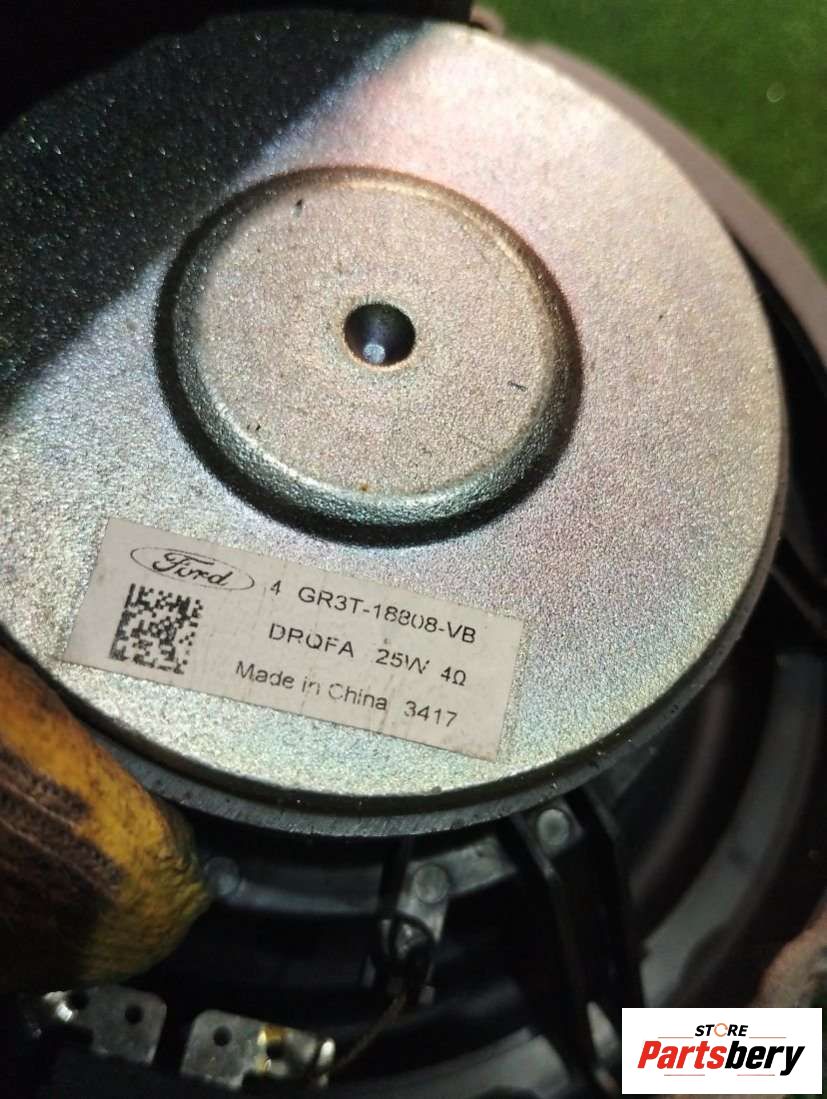 Ford 4 GR3T-18808-VB
DRQFA 25W 4Ω
Made in China 3417
STORE
Partsbery